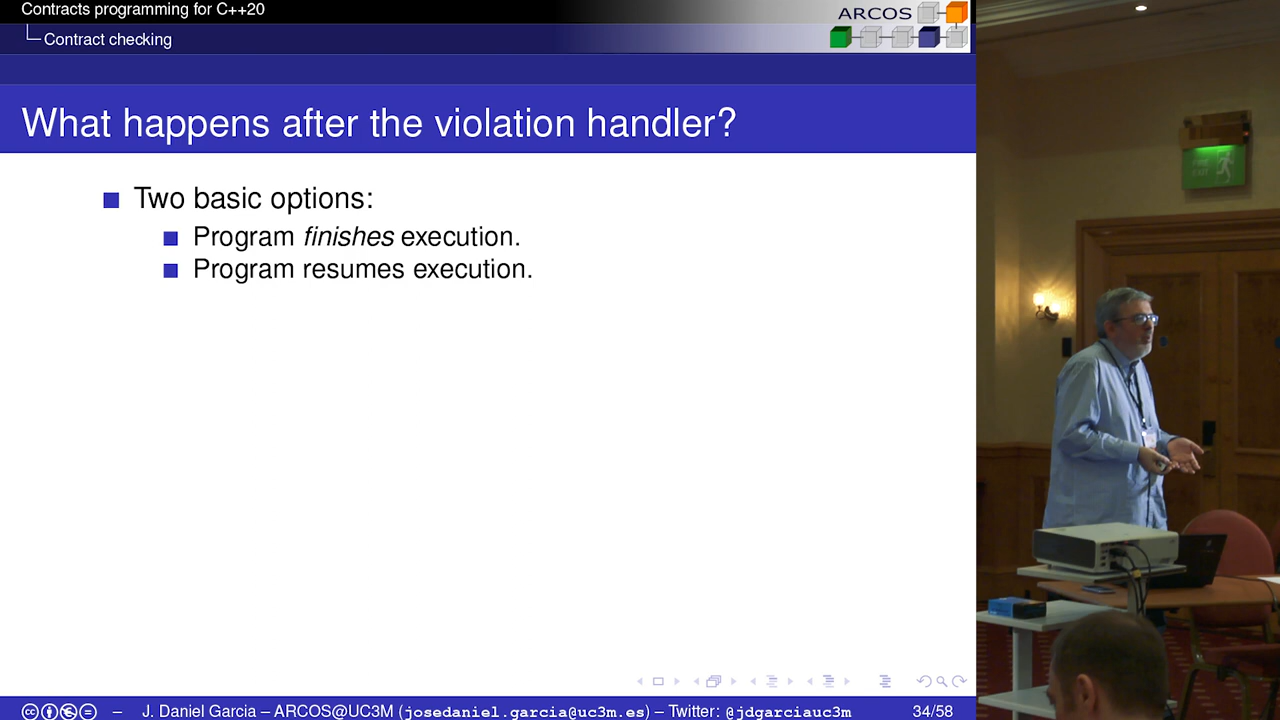 Contracts programming for C++20
Contract checking
ARCOS
What happens after the violation handler?
Two basic options:
Program finishes execution.
Program resumes execution.
– J. Daniel Garcia – ARCOS@UC3M (josedaniel.garcia@uc3m.es) – Twitter: @jdgarciauc3m 34/58